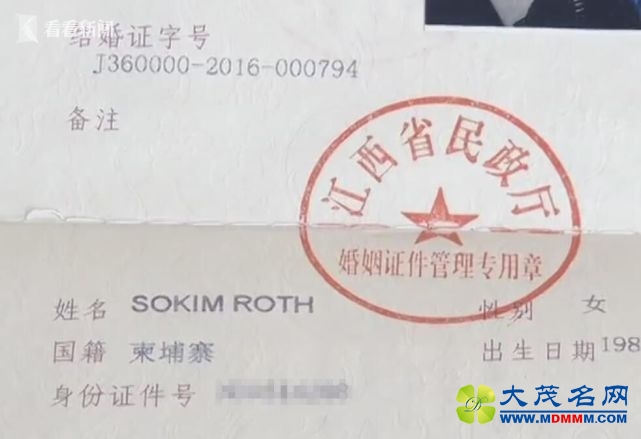 看看新闻
结婚证字号
J360000-2016-000794
备注
江西省民政厅
婚姻证件管理专用章
姓名 SOKIM ROTH
性别 女
国籍 柬埔寨
出生日期 198
身份证件号
大茂名网
WWW.MDMMM.COM